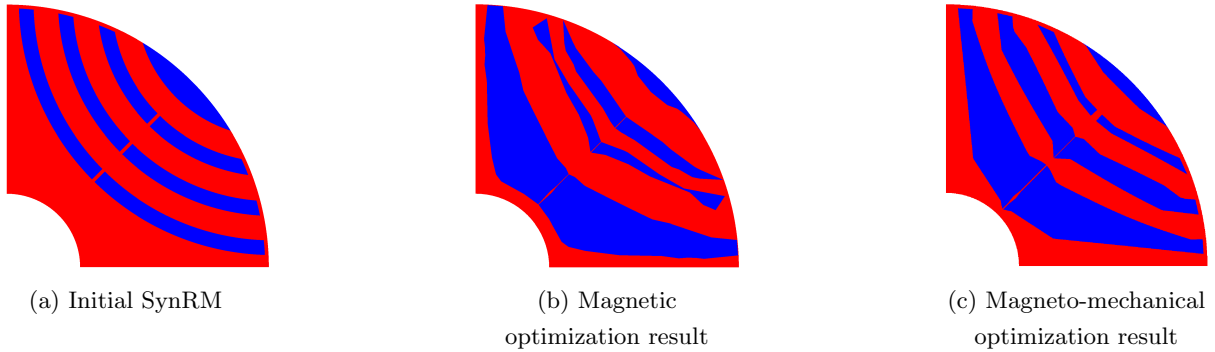 (a) Initial SynRM
(b) Magnetic
optimization result
(c) Magneto-mechanical
optimization result